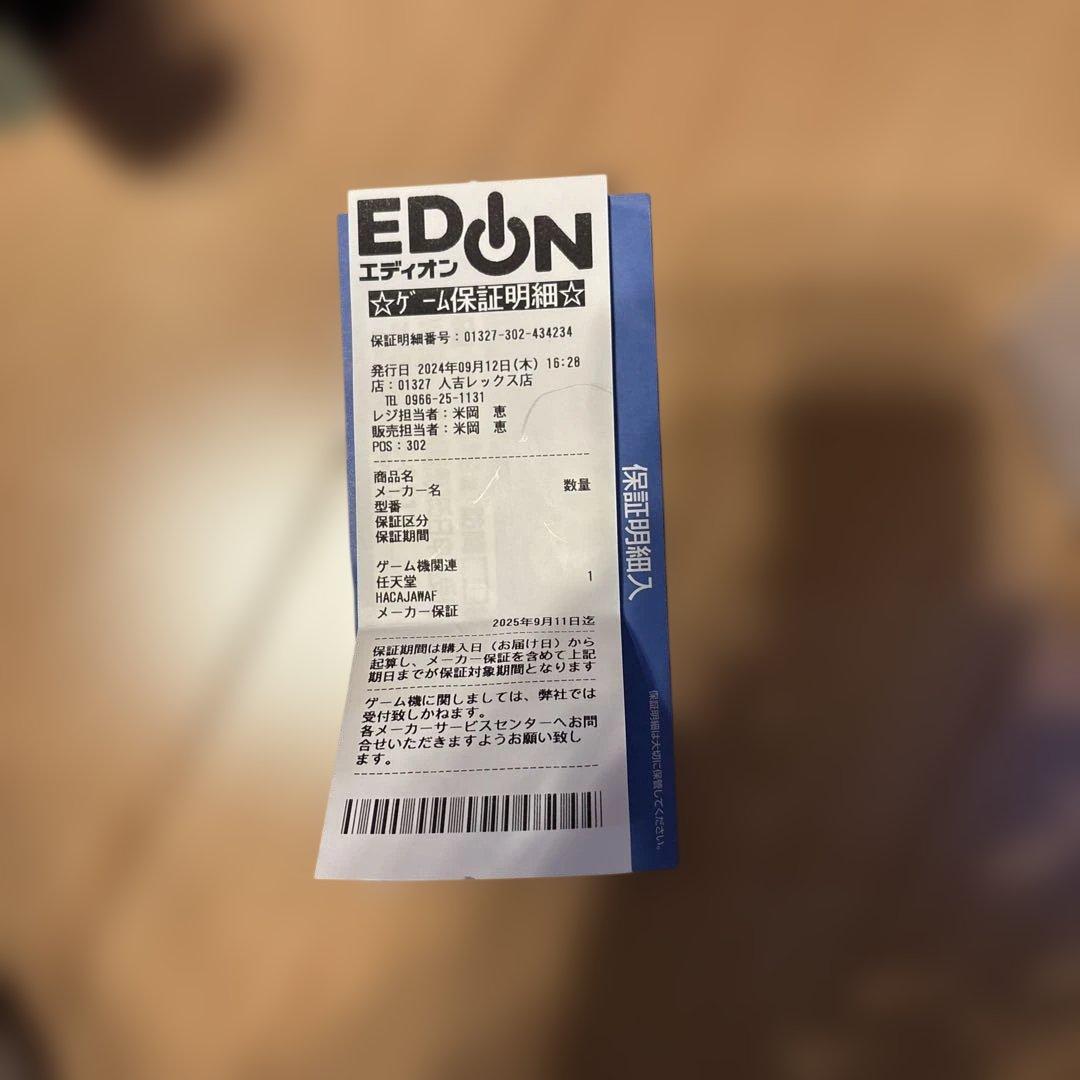 EDION
エディオン
☆ゲーム保証明細☆
保証明細番号：01327-302-434234
発行日 2024年09月12日(木) 16:28
店：01327 人吉レックス店
TEL 0966-25-1131
レジ担当者：米岡　恵
販売担当者：米岡　恵
POS：302
商品名
メーカー名 数量
型番
保証区分
保証期間
ゲーム機関連
任天堂 1
HACAJAWAF
メーカー保証
2025年9月11日迄
保証期間は購入日（お届け日）から
起算し、メーカー保証を含めて上記
期日までが保証対象期間となります
ゲーム機に関しましては、弊社では
受付致しかねます。
各メーカーサービスセンターへお問
合せいただきますようお願い致し
ます。
保証明細入
保証明細は大切に保管してください。